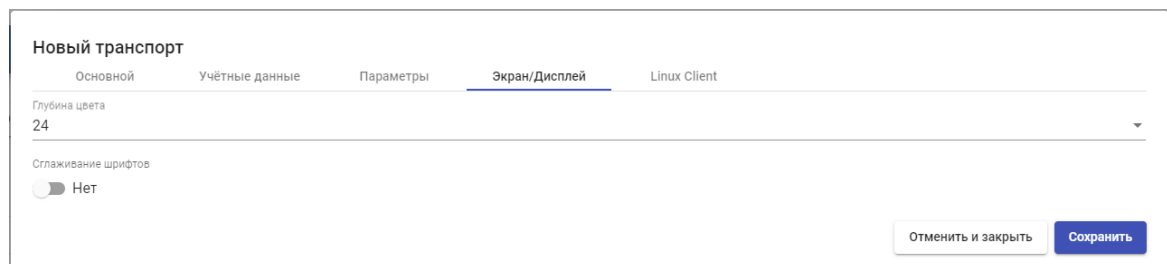 Новый транспорт
Основной Учётные данные Параметры Экран/Дисплей Linux Client
Глубина цвета
24
Сглаживание шрифтов
Нет
Отменить и закрыть Сохранить